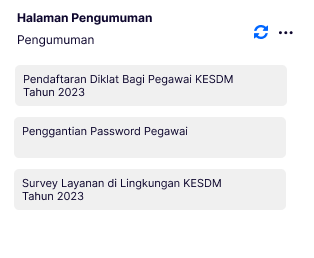 Halaman Pengumuman
Pengumuman
Pendaftaran Diklat Bagi Pegawai KESDM
Tahun 2023
Penggantian Password Pegawai
Survey Layanan di Lingkungan KESDM
Tahun 2023